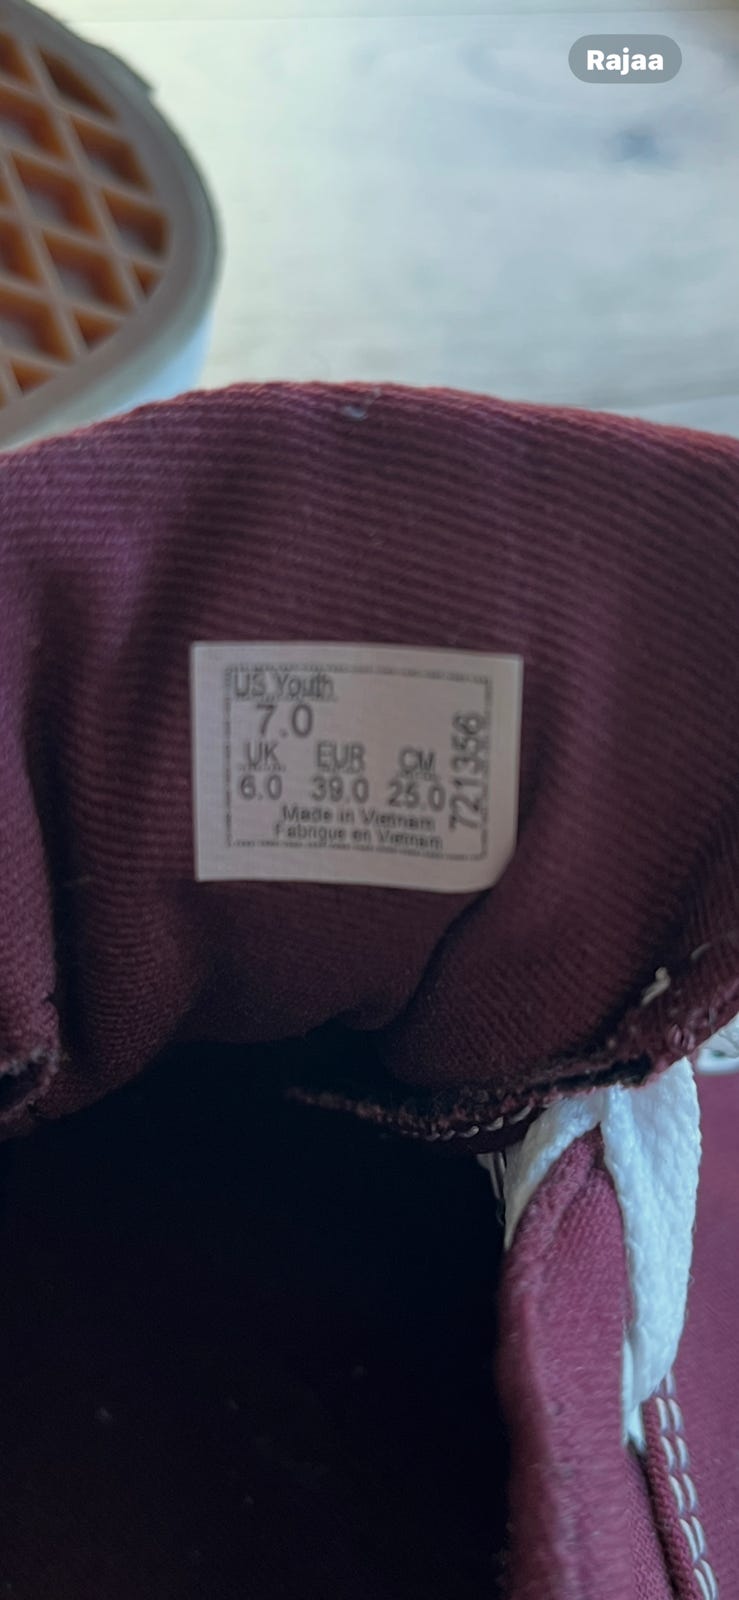 Rajaa
US Youth
7.0
UK EUR CM
6.0 39.0 25.0
Made in Vietnam
Fabrique en Vietnam
721356